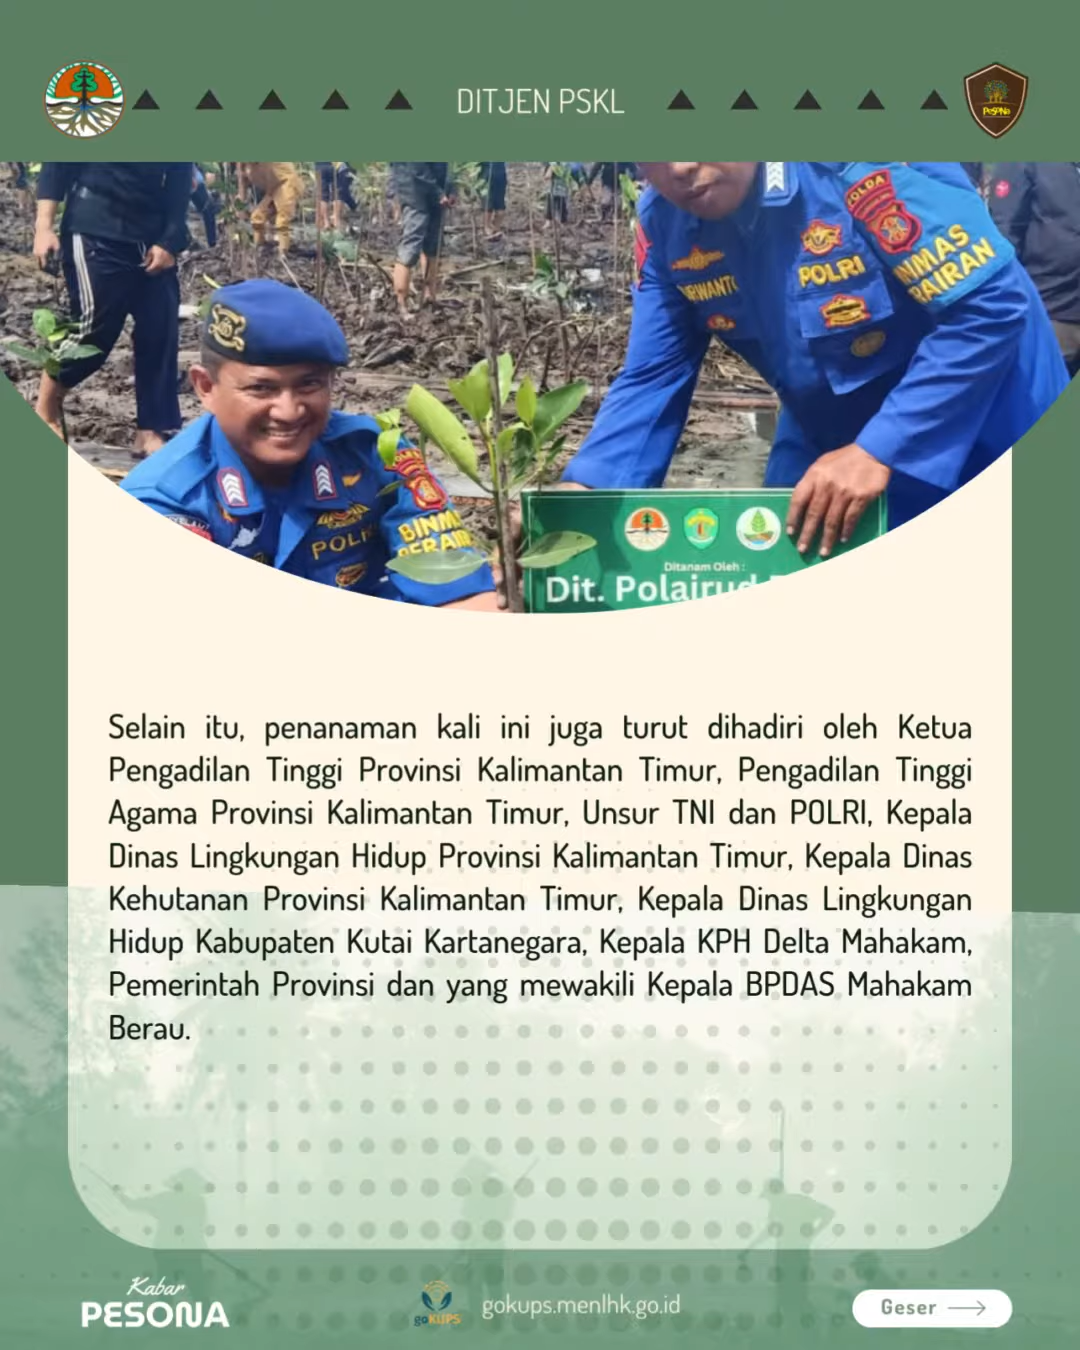 DITJEN PSKL
PeSONa
POLDA
POLRI
POLRI
Ditanam Oleh :
Dit. Polairud
Selain itu, penanaman kali ini juga turut dihadiri oleh Ketua
Pengadilan Tinggi Provinsi Kalimantan Timur, Pengadilan Tinggi
Agama Provinsi Kalimantan Timur, Unsur TNI dan POLRI, Kepala
Dinas Lingkungan Hidup Provinsi Kalimantan Timur, Kepala Dinas
Kehutanan Provinsi Kalimantan Timur, Kepala Dinas Lingkungan
Hidup Kabupaten Kutai Kartanegara, Kepala KPH Delta Mahakam,
Pemerintah Provinsi dan yang mewakili Kepala BPDAS Mahakam
Berau.
Kabar
PESONA
goKUPS
gokups.menlhk.go.id
Geser